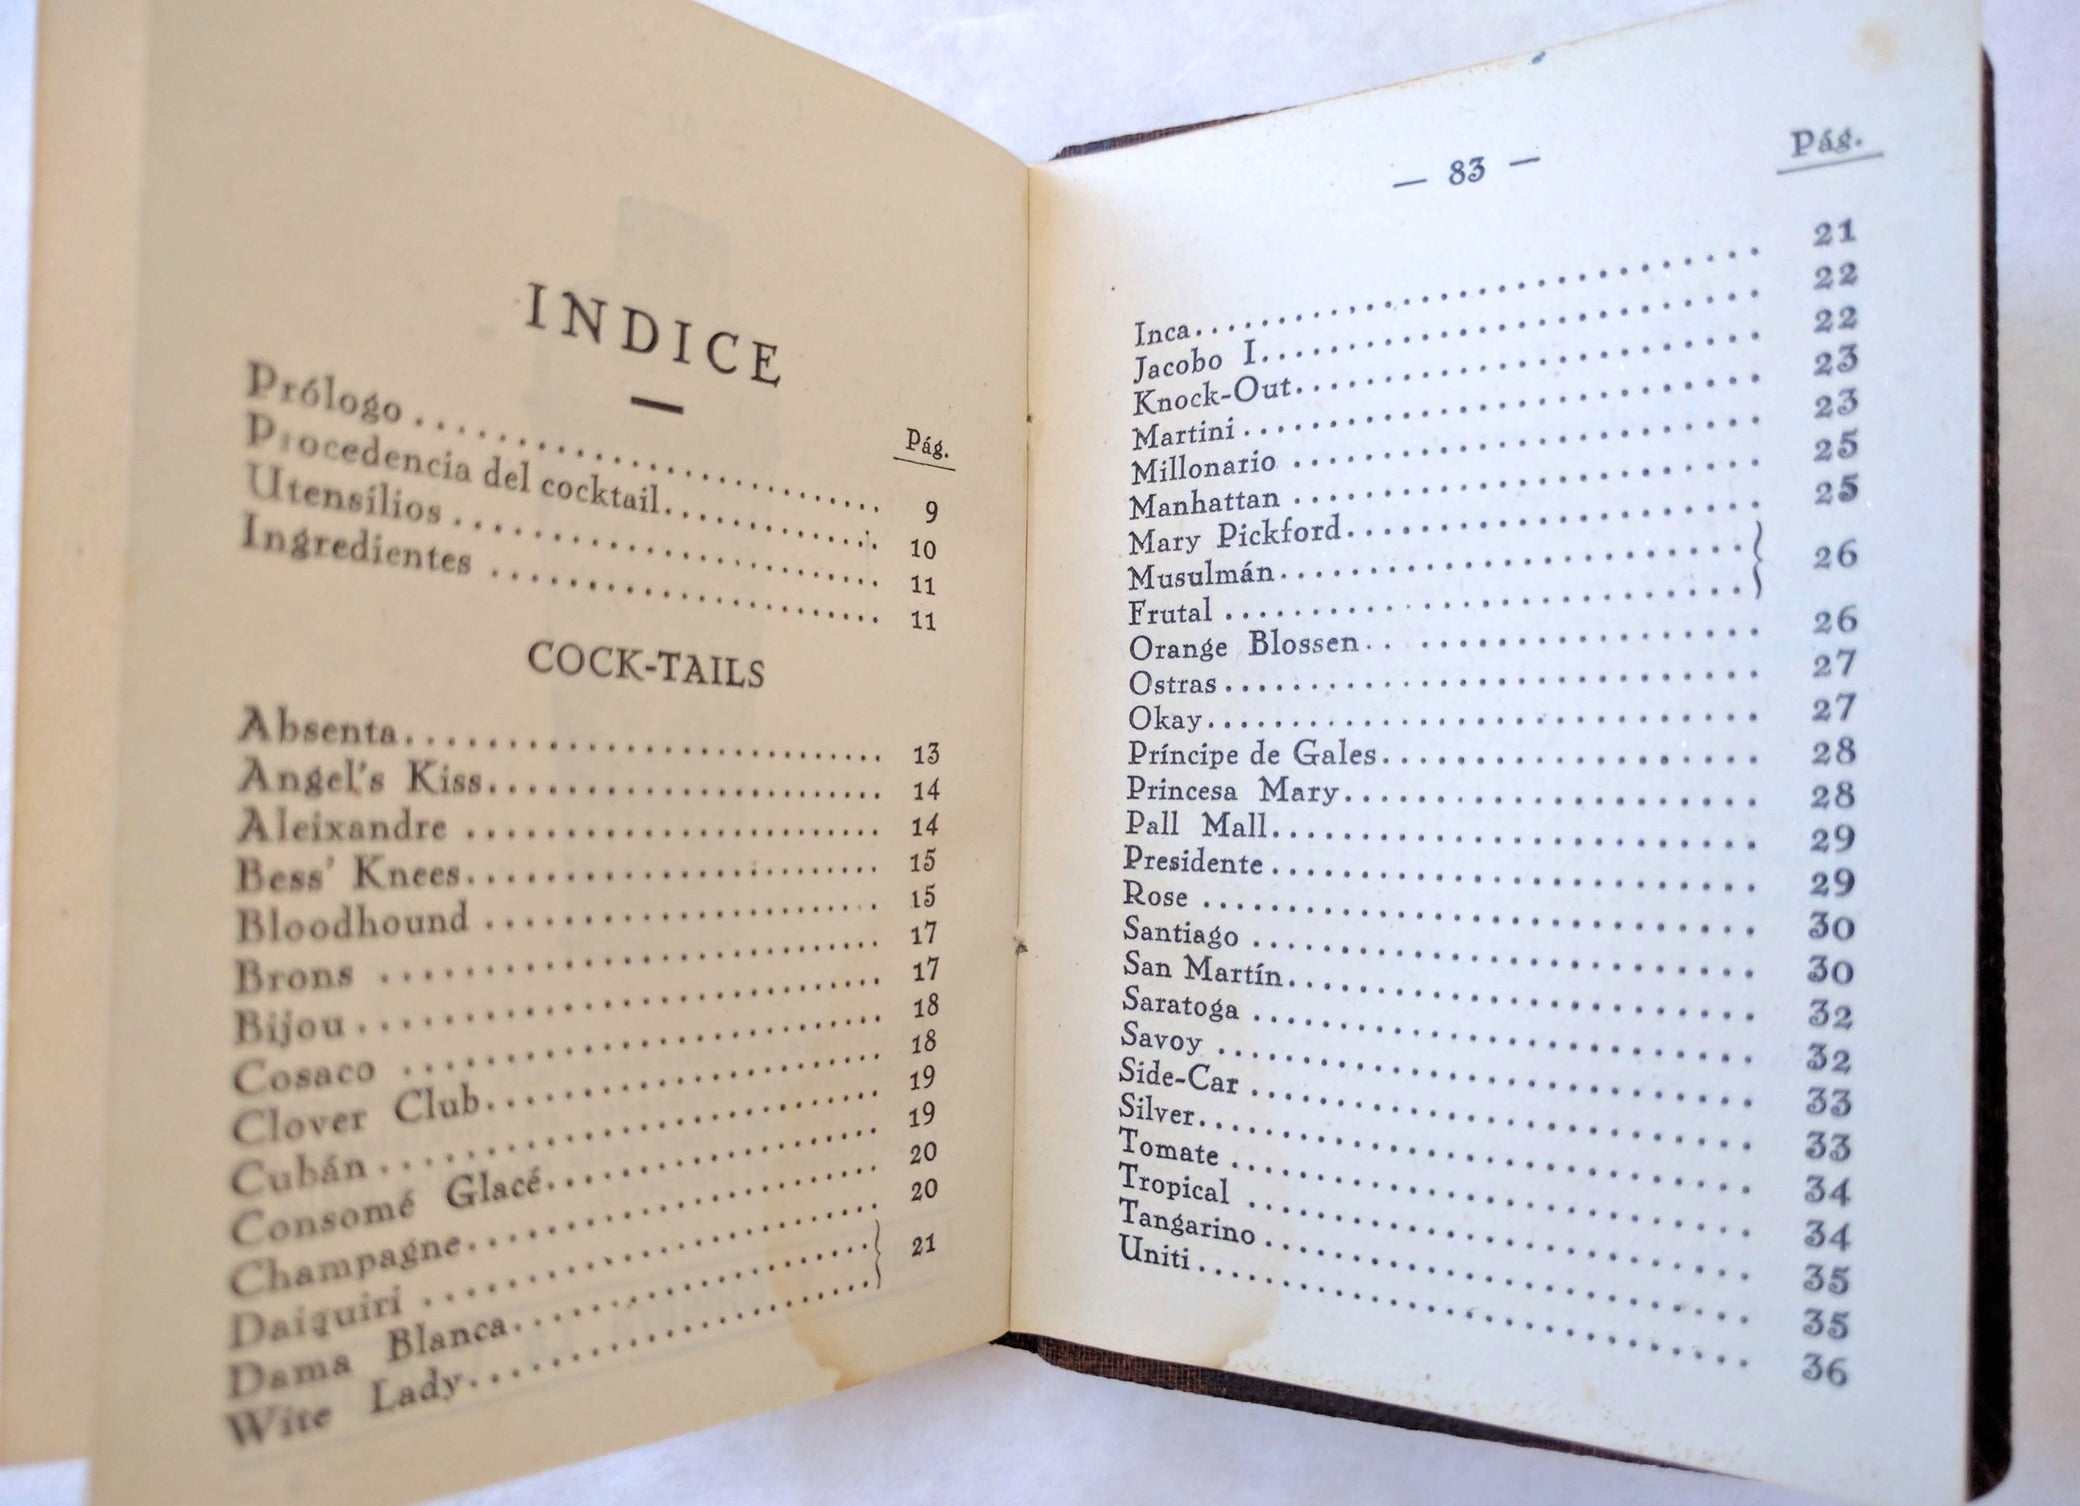 INDICE
Pág.
Prólogo 9
Procedencia del cocktail 10
Utensílios 11
Ingredientes 11
COCK-TAILS
Absenta 13
Angel's Kiss 14
Aleixandre 14
Bess' Knees 15
Bloodhound 15
Brons 17
Bijou 17
Cosaco 18
Clover Club 18
Cubán 19
Consomé Glacé 19
Champagne 20
Daiquiri 20
Dama Blanca } 21
Wite Lady
— 83 —
Pág.
Inca 21
Jacobo I 22
Knock-Out 22
Martini 23
Millonario 23
Manhattan 25
Mary Pickford 25
Musulmán } 26
Frutal
Orange Blossen 26
Ostras 27
Okay 27
Príncipe de Gales 28
Princesa Mary 28
Pall Mall 29
Presidente 29
Rose 30
Santiago 30
San Martín 32
Saratoga 32
Savoy 33
Side-Car 33
Silver 34
Tomate 34
Tropical 35
Tangarino 35
Uniti 36